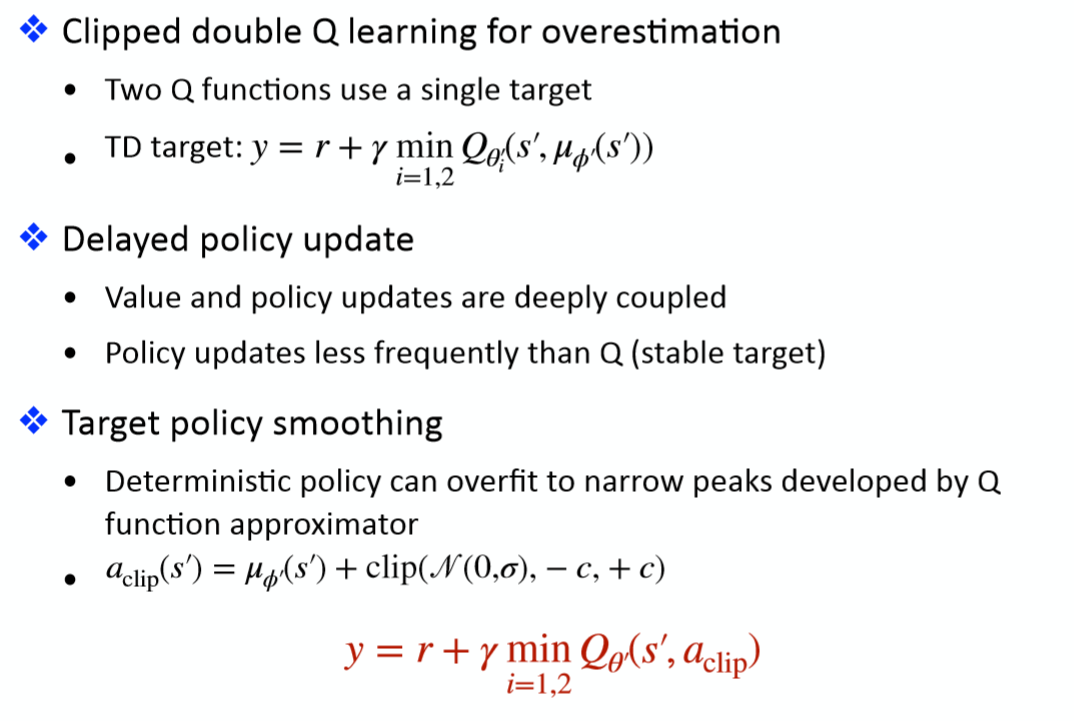 ❖ Clipped double Q learning for overestimation
• Two Q functions use a single target
• TD target: $y = r + \gamma \min_{i=1,2} Q_{\theta'_i}(s', \mu_{\phi'}(s'))$
❖ Delayed policy update
• Value and policy updates are deeply coupled
• Policy updates less frequently than Q (stable target)
❖ Target policy smoothing
• Deterministic policy can overfit to narrow peaks developed by Q
function approximator
• $a_{\text{clip}}(s') = \mu_{\phi'}(s') + \text{clip}(\mathcal{N}(0,\sigma), -c, +c)$
$y = r + \gamma \min_{i=1,2} Q_{\theta'}(s', a_{\text{clip}})$